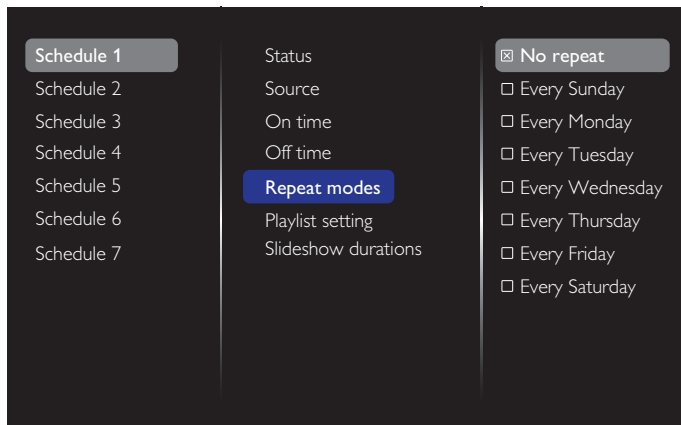 Schedule 1
Schedule 2
Schedule 3
Schedule 4
Schedule 5
Schedule 6
Schedule 7
Status
Source
On time
Off time
Repeat modes
Playlist setting
Slideshow durations
No repeat
Every Sunday
Every Monday
Every Tuesday
Every Wednesday
Every Thursday
Every Friday
Every Saturday